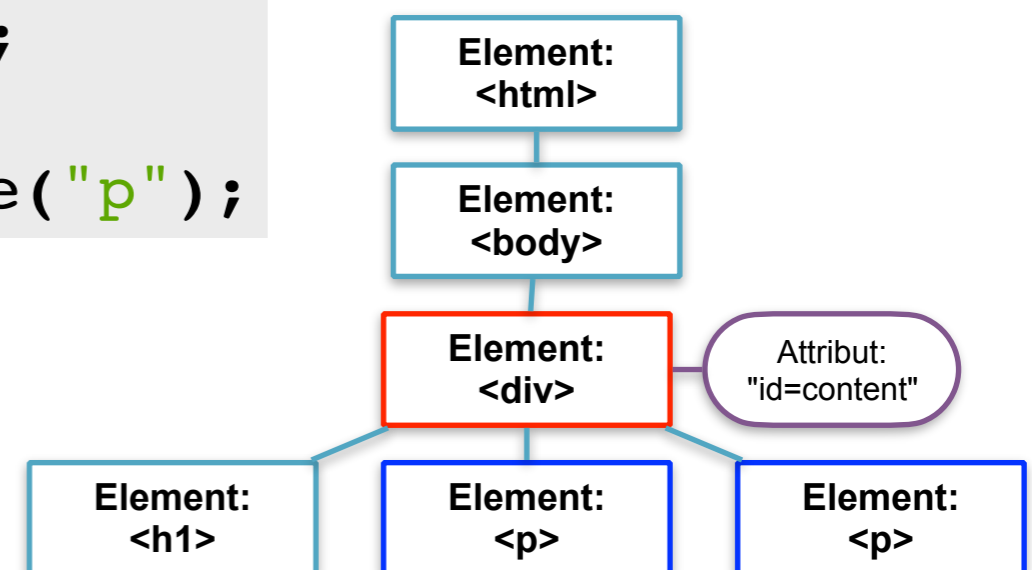 ;
e("p");
Element:
<html>
Element:
<body>
Element:
<div>
Attribut:
"id=content"
Element:
<h1>
Element:
<p>
Element:
<p>